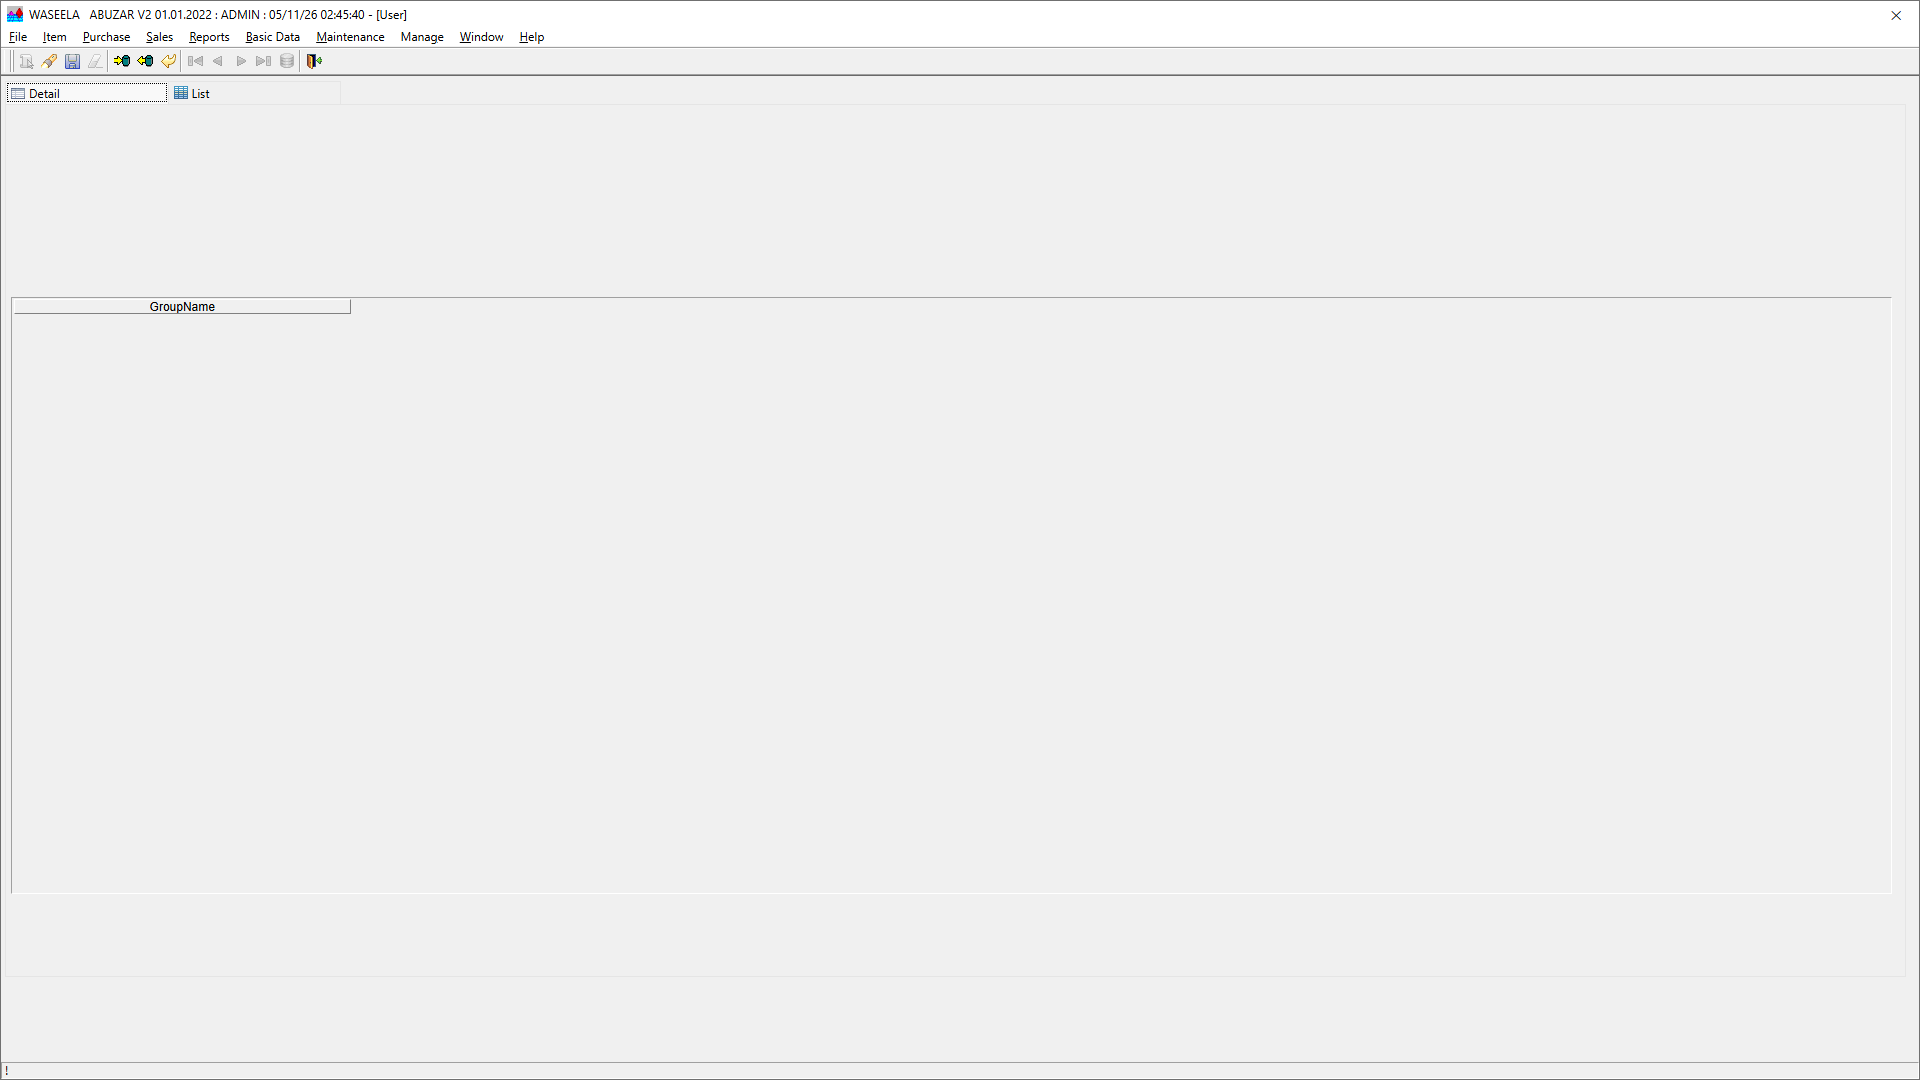 WASEELA   ABUZAR V2 01.01.2022 : ADMIN : 05/11/26 02:45:40 - [User]
File Item Purchase Sales Reports Basic Data Maintenance Manage Window Help
Detail List
GroupName
!